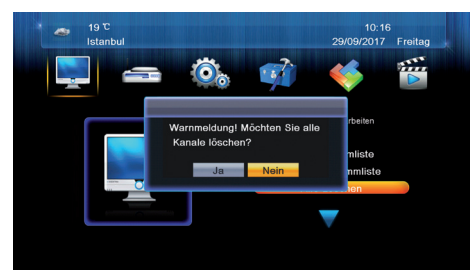 19 ℃
10:16
Istanbul
29/09/2017 Freitag
Warnmeldung! Möchten Sie alle
Kanale löschen?
Ja
Nein